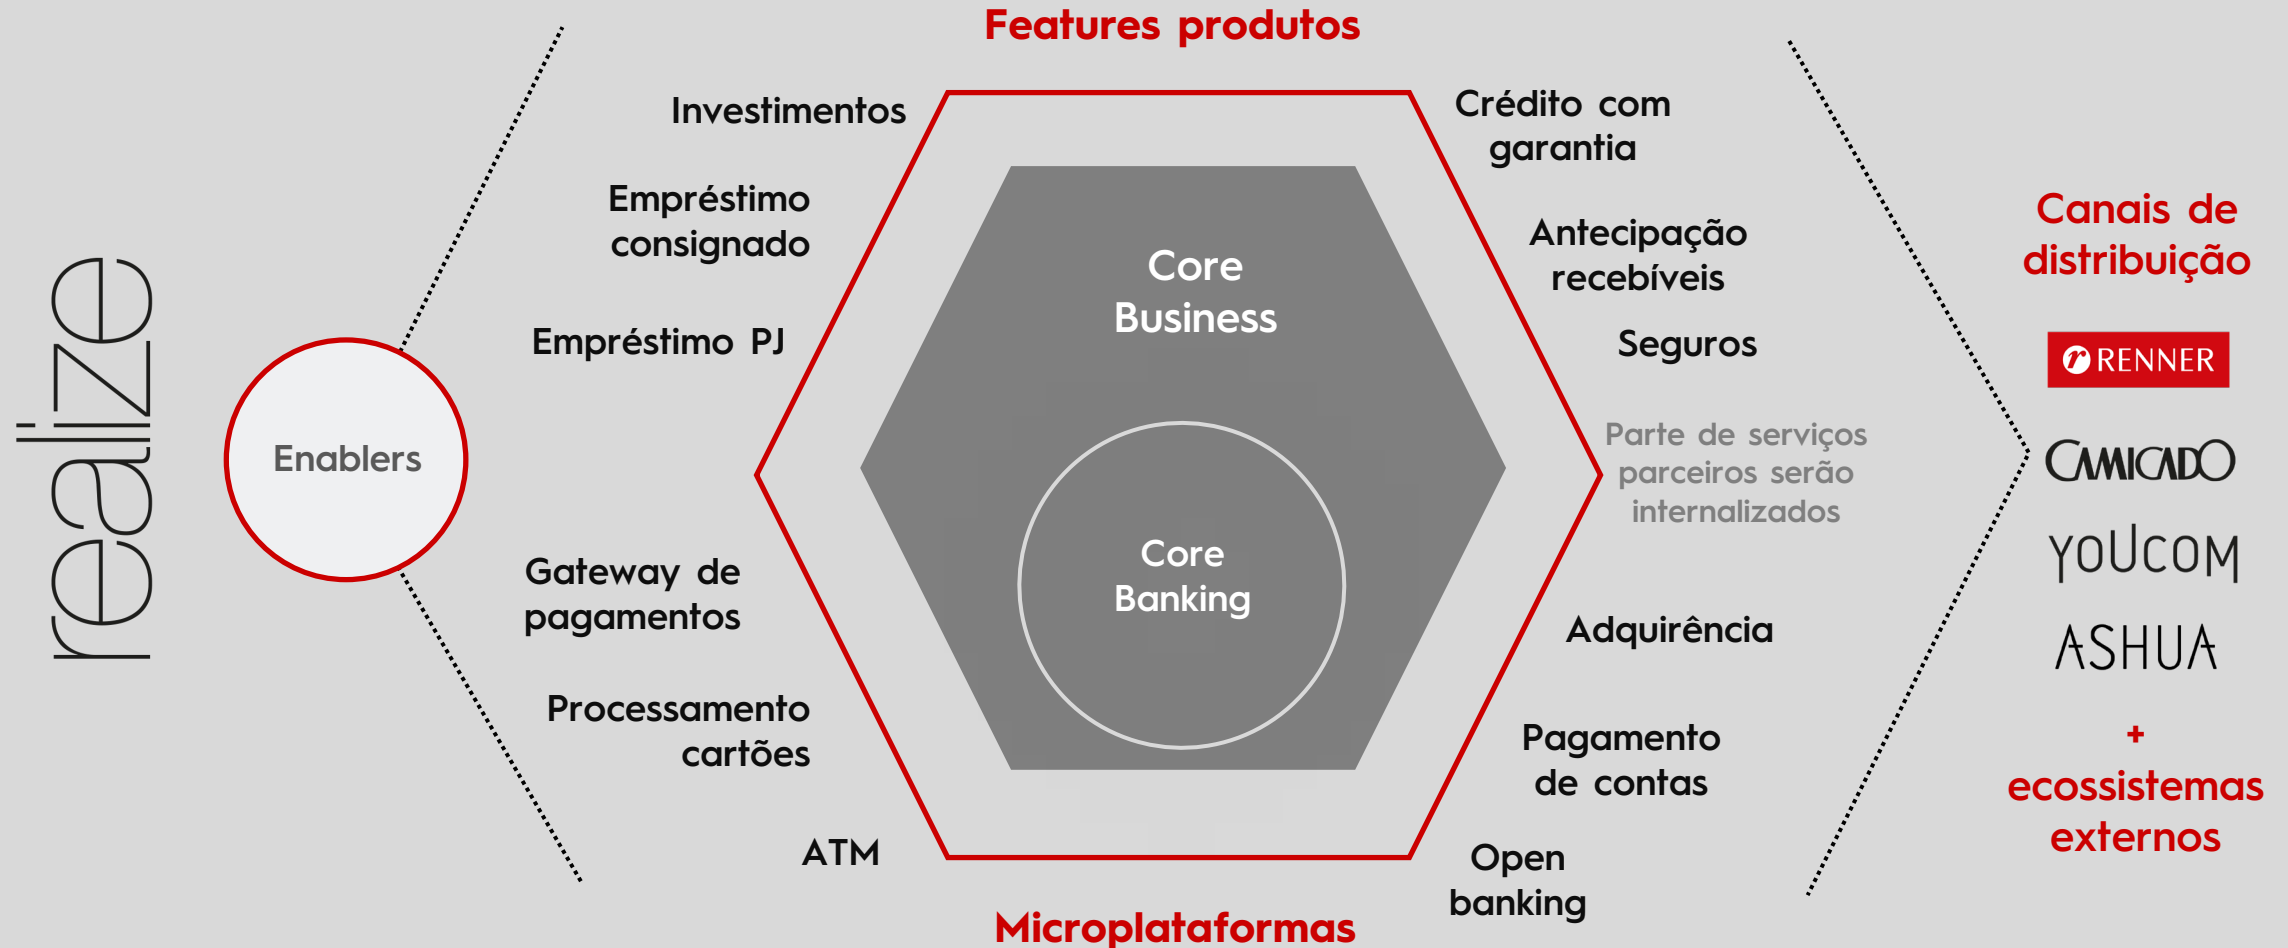 realize
Enablers
Features produtos
Investimentos
Empréstimo
consignado
Empréstimo PJ
Gateway de
pagamentos
Processamento
cartões
ATM
Core
Business
Core
Banking
Crédito com
garantia
Antecipação
recebíveis
Seguros
Parte de serviços
parceiros serão
internalizados
Adquirência
Pagamento
de contas
Open
banking
Microplataformas
Canais de
distribuição
r RENNER
CAMICADO
YOUCOM
ASHUA
+
ecossistemas
externos